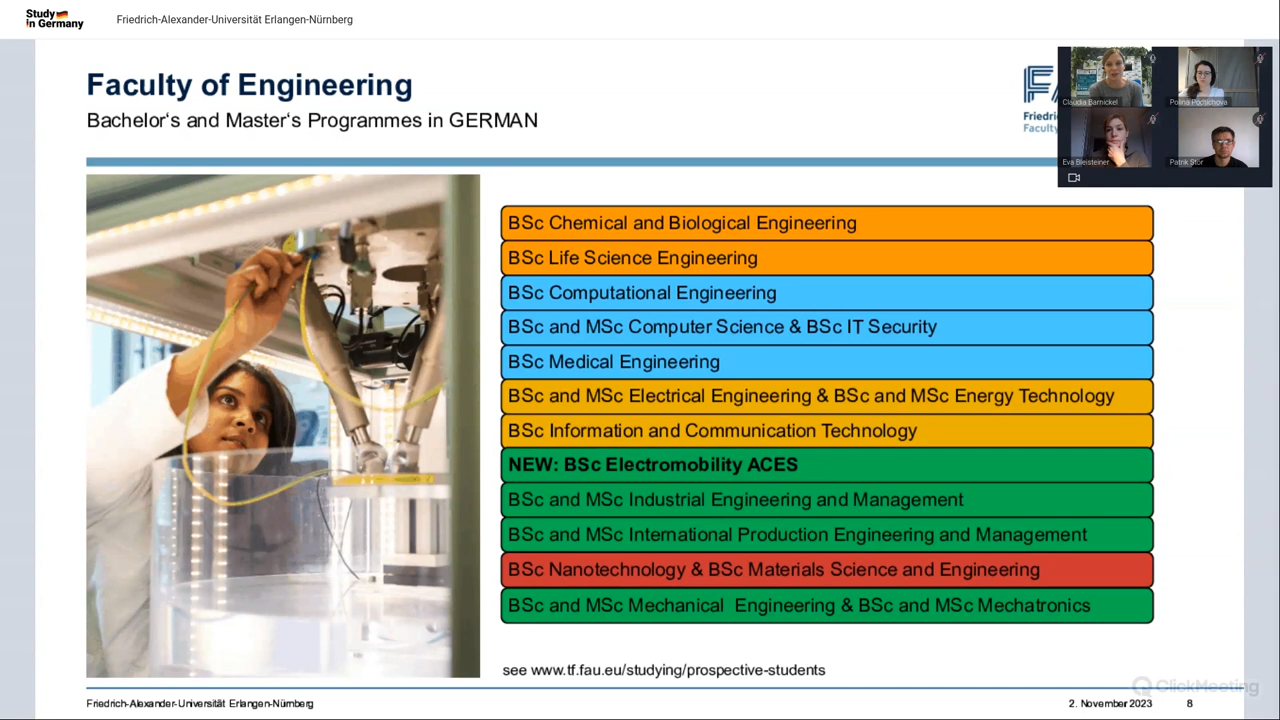 Study
in Germany
Friedrich-Alexander-Universität Erlangen-Nürnberg
Faculty of Engineering
Bachelor‘s and Master‘s Programmes in GERMAN
Friedri
Faculty
Claudia Barnickel
Eva Bleisteiner
Patrik Stór
BSc Chemical and Biological Engineering
BSc Life Science Engineering
BSc Computational Engineering
BSc and MSc Computer Science & BSc IT Security
BSc Medical Engineering
BSc and MSc Electrical Engineering & BSc and MSc Energy Technology
BSc Information and Communication Technology
NEW: BSc Electromobility ACES
BSc and MSc Industrial Engineering and Management
BSc and MSc International Production Engineering and Management
BSc Nanotechnology & BSc Materials Science and Engineering
BSc and MSc Mechanical Engineering & BSc and MSc Mechatronics
see www.tf.fau.eu/studying/prospective-students
ClickMeeting
Friedrich-Alexander-Universität Erlangen-Nürnberg
2. November 2023 8